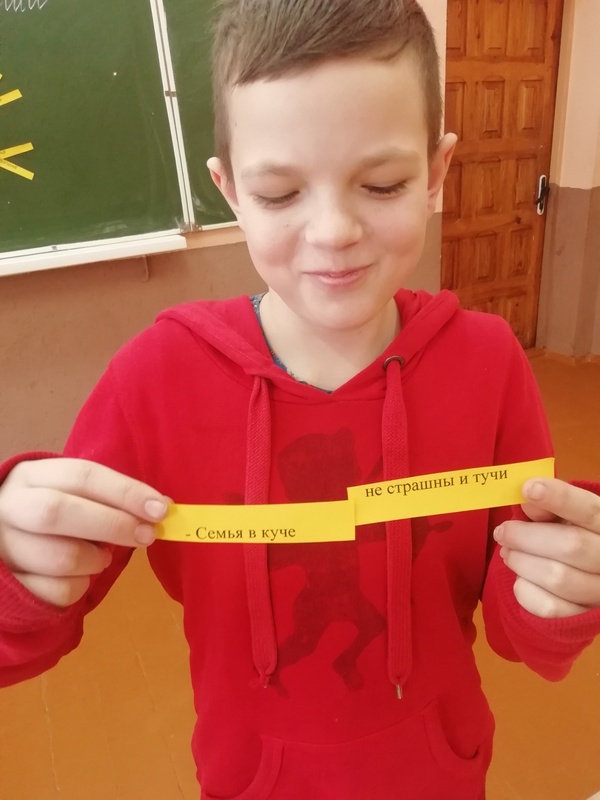 - Семья в куче
не страшны и тучи